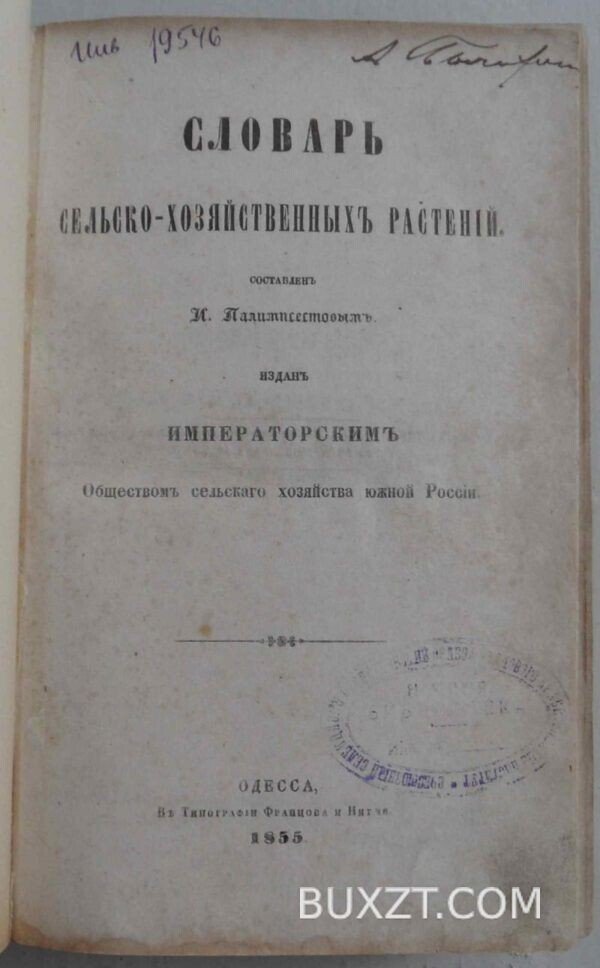 Инв 19546
СЛОВАРЬ
СЕЛЬСКО-ХОЗЯЙСТВЕННЫХЪ РАСТЕНІЙ.
СОСТАВЛЕНЪ
И. Палимпсестовымъ.
ИЗДАНЪ
ИМПЕРАТОРСКИМЪ
Обществомъ сельскаго хозяйства южной Россіи.
ОДЕССА,
Въ Типографіи Францова и Нитче
1855
BUXZT.COM